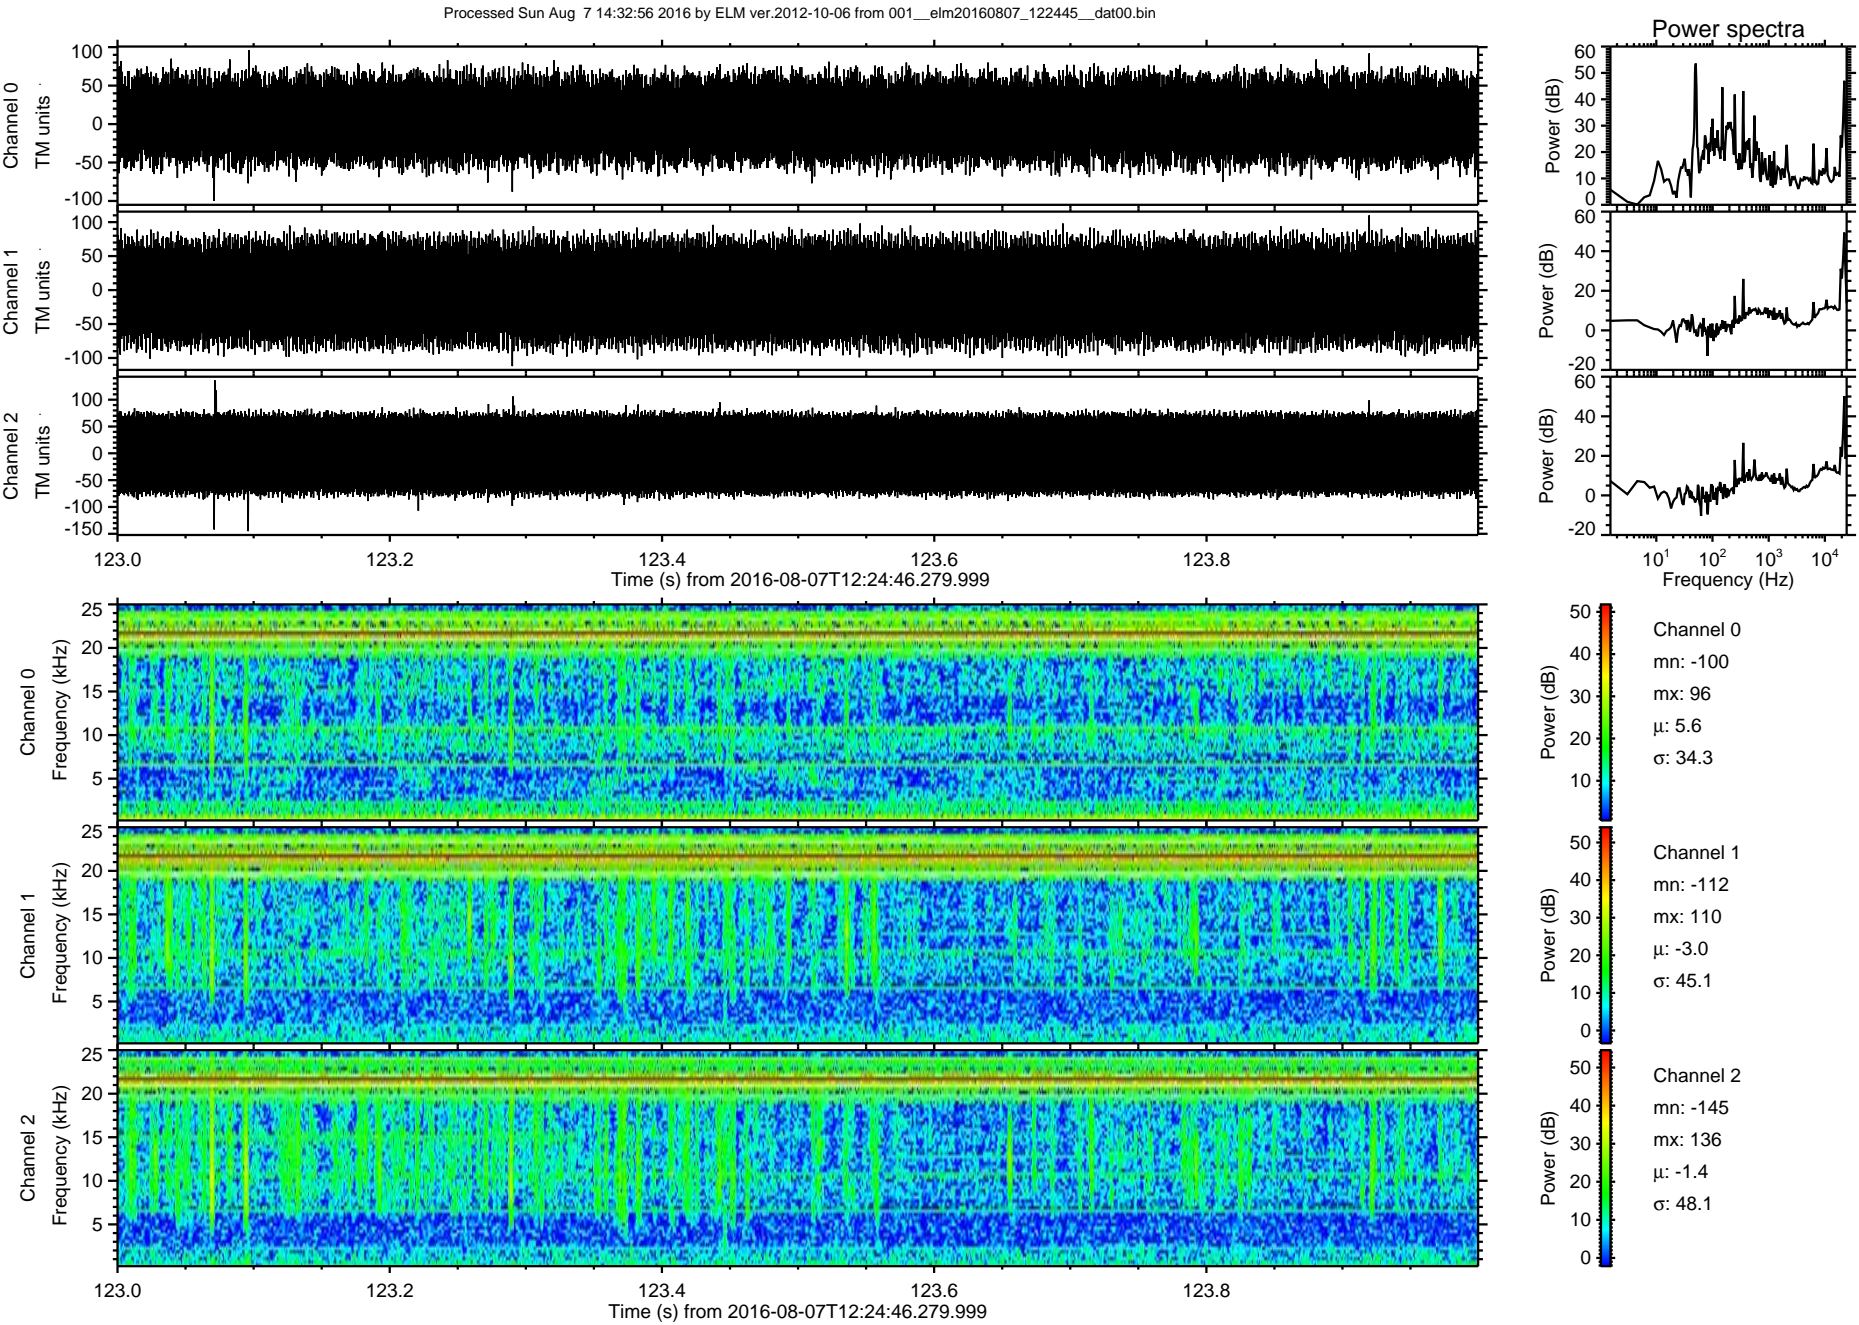 Processed Sun Aug 7 14:32:56 2016 by ELM ver.2012-10-06 from 001__elm20160807_122445__dat00.bin
Power spectra
Channel 0
TM units
100
50
0
-50
-100
Power (dB)
60
50
40
30
20
10
0
Channel 1
TM units
100
50
0
-50
-100
Power (dB)
60
40
20
0
-20
Channel 2
TM units
100
50
0
-50
-100
-150
Power (dB)
60
40
20
0
-20
123.0 123.2 123.4 123.6 123.8
Time (s) from 2016-08-07T12:24:46.279.999
10¹ 10² 10³ 10⁴
Frequency (Hz)
Channel 0
Frequency (kHz)
25
20
15
10
5
Power (dB)
50
40
30
20
10
Channel 0
mn: -100
mx: 96
μ: 5.6
σ: 34.3
Channel 1
Frequency (kHz)
25
20
15
10
5
Power (dB)
50
40
30
20
10
0
Channel 1
mn: -112
mx: 110
μ: -3.0
σ: 45.1
Channel 2
Frequency (kHz)
25
20
15
10
5
Power (dB)
50
40
30
20
10
0
Channel 2
mn: -145
mx: 136
μ: -1.4
σ: 48.1
123.0 123.2 123.4 123.6 123.8
Time (s) from 2016-08-07T12:24:46.279.999